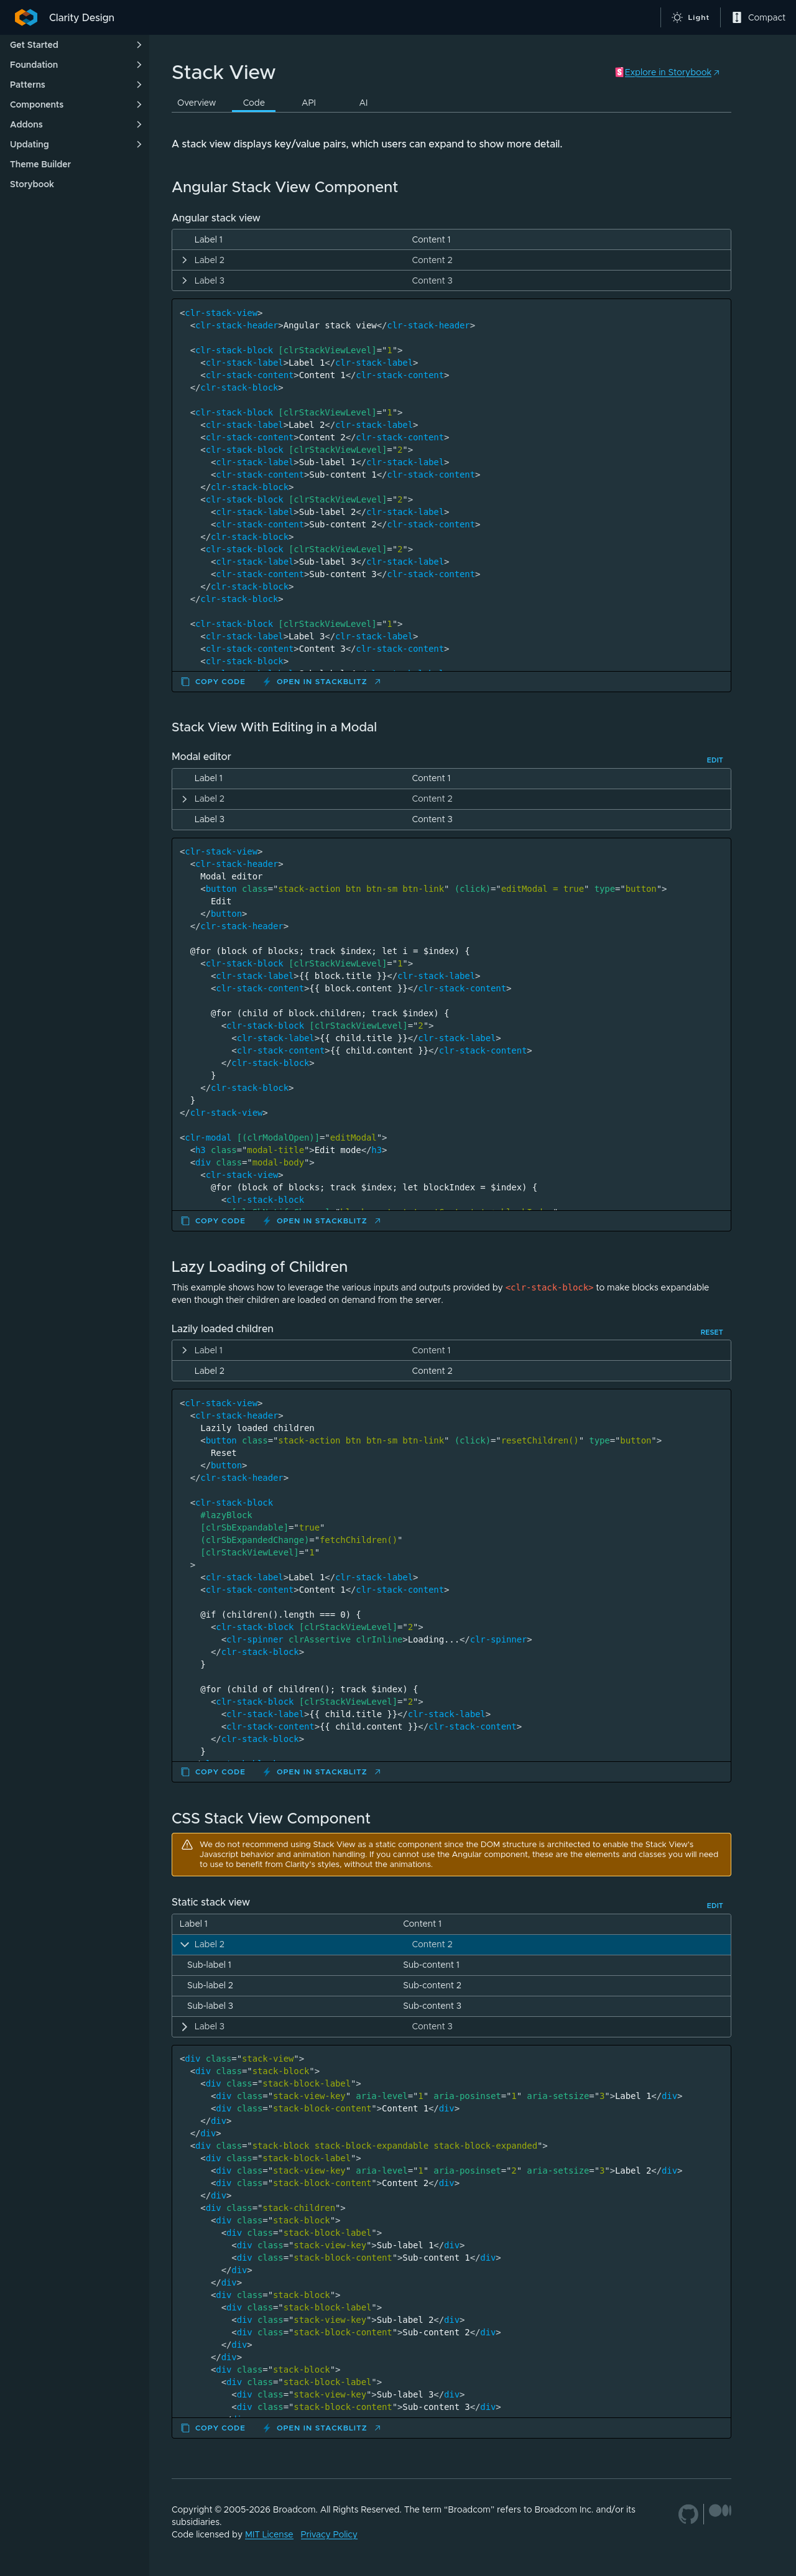 Clarity Design
Light
Compact
Get Started
Foundation
Patterns
Components
Addons
Updating
Theme Builder
Storybook
Stack View
Explore in Storybook
Overview Code API AI
A stack view displays key/value pairs, which users can expand to show more detail.
Angular Stack View Component
Angular stack view
Label 1 Content 1
Label 2 Content 2
Label 3 Content 3
<clr-stack-view>
  <clr-stack-header>Angular stack view</clr-stack-header>
  <clr-stack-block [clrStackViewLevel]="1">
    <clr-stack-label>Label 1</clr-stack-label>
    <clr-stack-content>Content 1</clr-stack-content>
  </clr-stack-block>
  <clr-stack-block [clrStackViewLevel]="1">
    <clr-stack-label>Label 2</clr-stack-label>
    <clr-stack-content>Content 2</clr-stack-content>
    <clr-stack-block [clrStackViewLevel]="2">
      <clr-stack-label>Sub-label 1</clr-stack-label>
      <clr-stack-content>Sub-content 1</clr-stack-content>
    </clr-stack-block>
    <clr-stack-block [clrStackViewLevel]="2">
      <clr-stack-label>Sub-label 2</clr-stack-label>
      <clr-stack-content>Sub-content 2</clr-stack-content>
    </clr-stack-block>
    <clr-stack-block [clrStackViewLevel]="2">
      <clr-stack-label>Sub-label 3</clr-stack-label>
      <clr-stack-content>Sub-content 3</clr-stack-content>
    </clr-stack-block>
  </clr-stack-block>
  <clr-stack-block [clrStackViewLevel]="1">
    <clr-stack-label>Label 3</clr-stack-label>
    <clr-stack-content>Content 3</clr-stack-content>
    <clr-stack-block>
COPY CODE OPEN IN STACKBLITZ
Stack View With Editing in a Modal
Modal editor EDIT
Label 1 Content 1
Label 2 Content 2
Label 3 Content 3
<clr-stack-view>
  <clr-stack-header>
    Modal editor
    <button class="stack-action btn btn-sm btn-link" (click)="editModal = true" type="button">
      Edit
    </button>
  </clr-stack-header>
  @for (block of blocks; track $index; let i = $index) {
    <clr-stack-block [clrStackViewLevel]="1">
      <clr-stack-label>{{ block.title }}</clr-stack-label>
      <clr-stack-content>{{ block.content }}</clr-stack-content>
      @for (child of block.children; track $index) {
        <clr-stack-block [clrStackViewLevel]="2">
          <clr-stack-label>{{ child.title }}</clr-stack-label>
          <clr-stack-content>{{ child.content }}</clr-stack-content>
        </clr-stack-block>
      }
    </clr-stack-block>
  }
</clr-stack-view>
<clr-modal [(clrModalOpen)]="editModal">
  <h3 class="modal-title">Edit mode</h3>
  <div class="modal-body">
    <clr-stack-view>
      @for (block of blocks; track $index; let blockIndex = $index) {
        <clr-stack-block
COPY CODE OPEN IN STACKBLITZ
Lazy Loading of Children
This example shows how to leverage the various inputs and outputs provided by <clr-stack-block> to make blocks expandable
even though their children are loaded on demand from the server.
Lazily loaded children RESET
Label 1 Content 1
Label 2 Content 2
<clr-stack-view>
  <clr-stack-header>
    Lazily loaded children
    <button class="stack-action btn btn-sm btn-link" (click)="resetChildren()" type="button">
      Reset
    </button>
  </clr-stack-header>
  <clr-stack-block
    #lazyBlock
    [clrSbExpandable]="true"
    (clrSbExpandedChange)="fetchChildren()"
    [clrStackViewLevel]="1"
  >
    <clr-stack-label>Label 1</clr-stack-label>
    <clr-stack-content>Content 1</clr-stack-content>
    @if (children().length === 0) {
      <clr-stack-block [clrStackViewLevel]="2">
        <clr-spinner clrAssertive clrInline>Loading...</clr-spinner>
      </clr-stack-block>
    }
    @for (child of children(); track $index) {
      <clr-stack-block [clrStackViewLevel]="2">
        <clr-stack-label>{{ child.title }}</clr-stack-label>
        <clr-stack-content>{{ child.content }}</clr-stack-content>
      </clr-stack-block>
    }
COPY CODE OPEN IN STACKBLITZ
CSS Stack View Component
We do not recommend using Stack View as a static component since the DOM structure is architected to enable the Stack View's
Javascript behavior and animation handling. If you cannot use the Angular component, these are the elements and classes you will need
to use to benefit from Clarity's styles, without the animations.
Static stack view EDIT
Label 1 Content 1
Label 2 Content 2
Sub-label 1 Sub-content 1
Sub-label 2 Sub-content 2
Sub-label 3 Sub-content 3
Label 3 Content 3
<div class="stack-view">
  <div class="stack-block">
    <div class="stack-block-label">
      <div class="stack-view-key" aria-level="1" aria-posinset="1" aria-setsize="3">Label 1</div>
      <div class="stack-block-content">Content 1</div>
    </div>
  </div>
  <div class="stack-block stack-block-expandable stack-block-expanded">
    <div class="stack-block-label">
      <div class="stack-view-key" aria-level="1" aria-posinset="2" aria-setsize="3">Label 2</div>
      <div class="stack-block-content">Content 2</div>
    </div>
    <div class="stack-children">
      <div class="stack-block">
        <div class="stack-block-label">
          <div class="stack-view-key">Sub-label 1</div>
          <div class="stack-block-content">Sub-content 1</div>
        </div>
      </div>
      <div class="stack-block">
        <div class="stack-block-label">
          <div class="stack-view-key">Sub-label 2</div>
          <div class="stack-block-content">Sub-content 2</div>
        </div>
      </div>
      <div class="stack-block">
        <div class="stack-block-label">
          <div class="stack-view-key">Sub-label 3</div>
          <div class="stack-block-content">Sub-content 3</div>
COPY CODE OPEN IN STACKBLITZ
Copyright © 2005-2026 Broadcom. All Rights Reserved. The term “Broadcom” refers to Broadcom Inc. and/or its
subsidiaries.
Code licensed by MIT License Privacy Policy